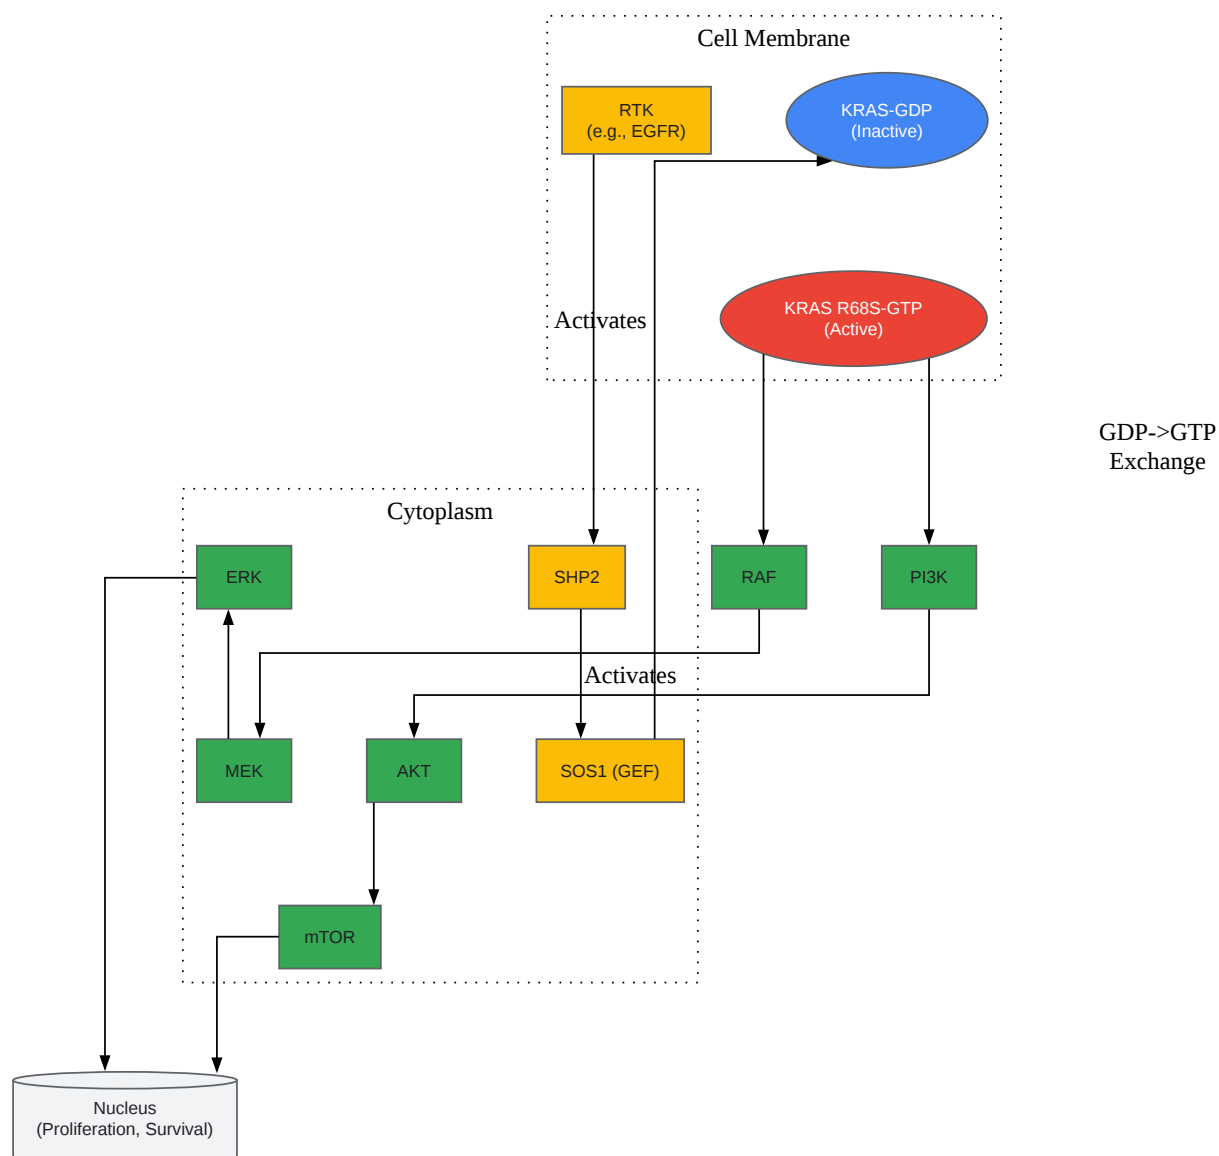 Cell Membrane
RTK
(e.g., EGFR)
KRAS-GDP
(Inactive)
KRAS R68S-GTP
(Active)
Activates
GDP->GTP
Exchange
Cytoplasm
ERK
SHP2
RAF
PI3K
Activates
MEK
AKT
SOS1 (GEF)
mTOR
Nucleus
(Proliferation, Survival)